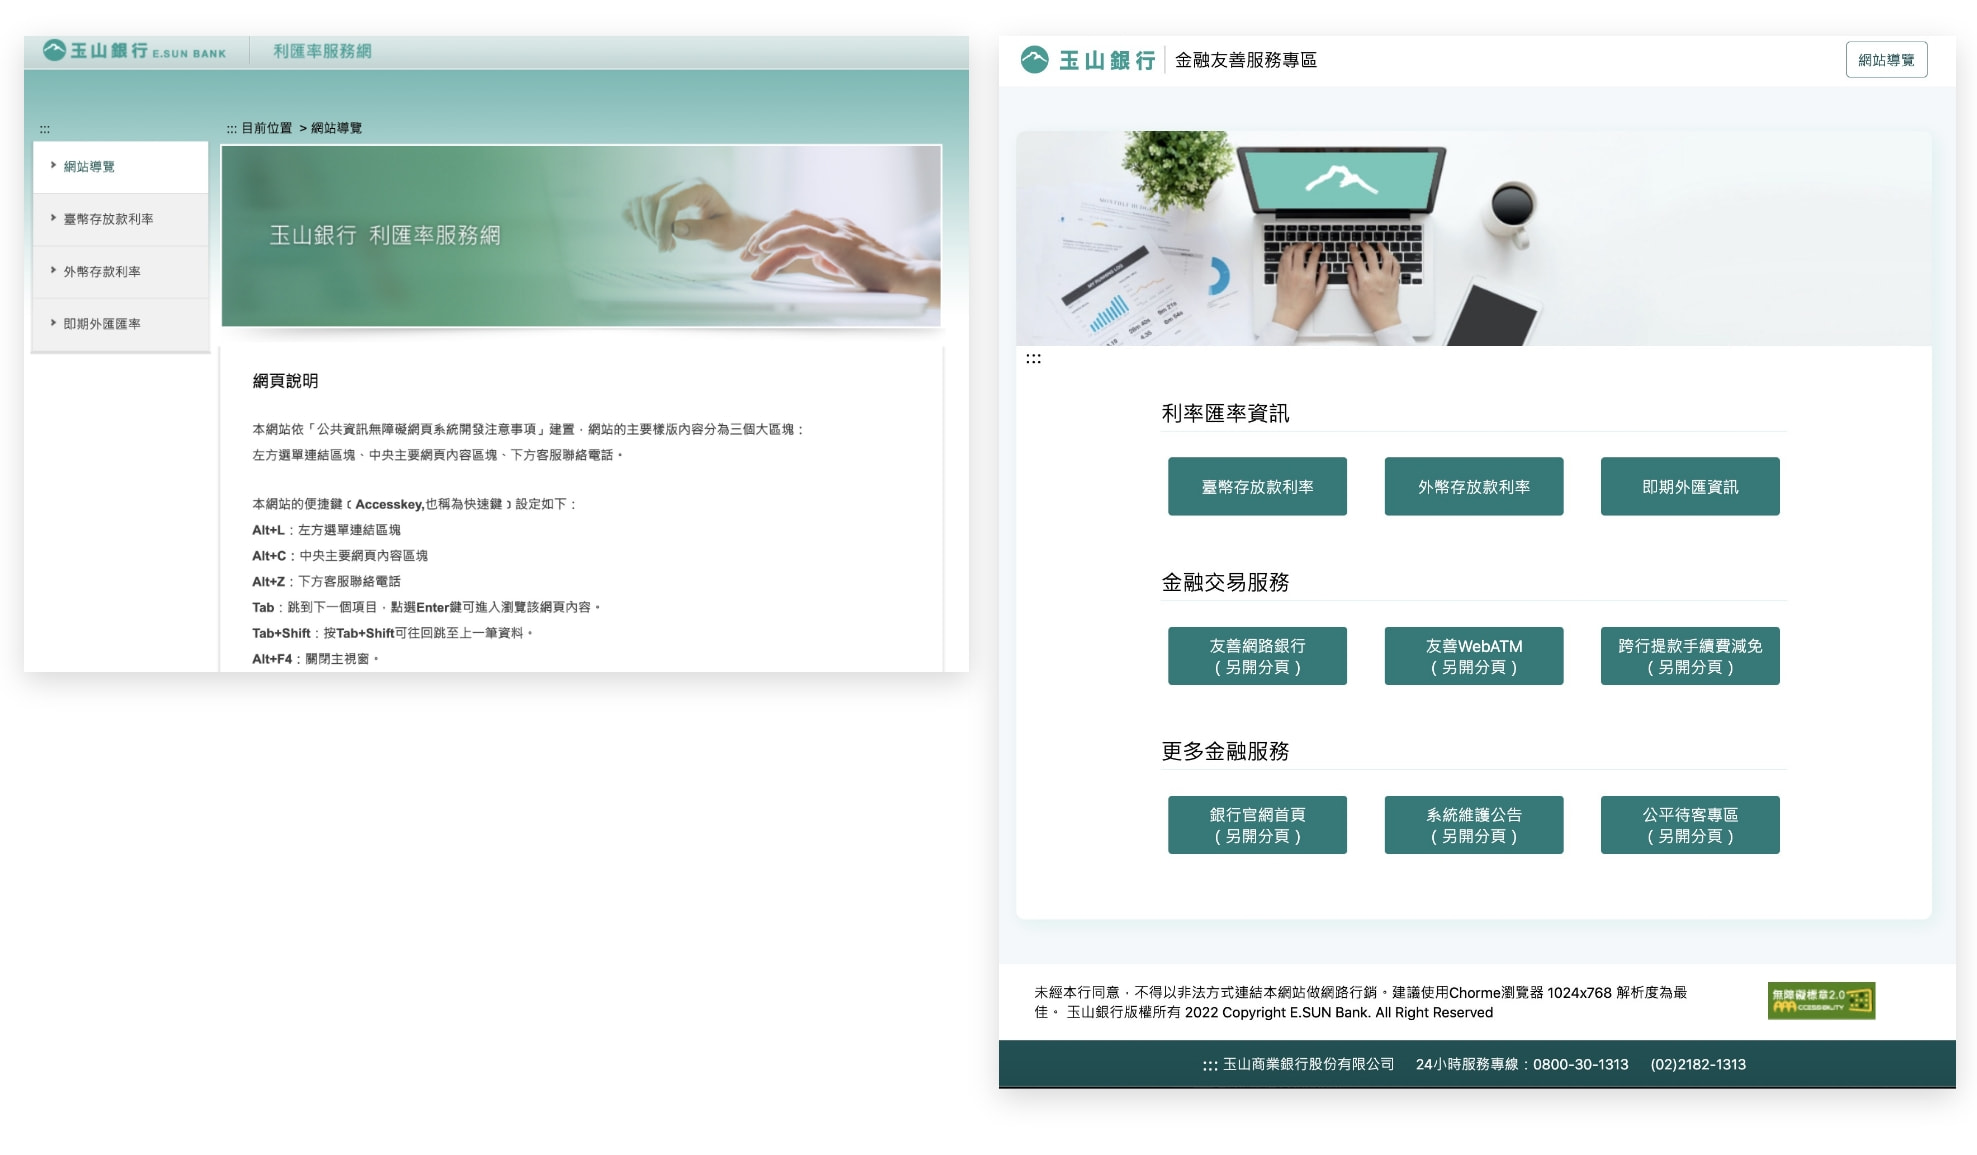 玉山銀行 E.SUN BANK
利匯率服務網
:::
::: 目前位置 > 網站導覽
網站導覽
臺幣存放款利率
外幣存款利率
即期外匯匯率
玉山銀行 利匯率服務網
網頁說明
本網站依「公共資訊無障礙網頁系統開發注意事項」建置，網站的主要樣版內容分為三個大區塊：
左方選單連結區塊、中央主要網頁內容區塊、下方客服聯絡電話。
本網站的便捷鍵﹝Accesskey,也稱為快速鍵﹞設定如下：
Alt+L：左方選單連結區塊
Alt+C：中央主要網頁內容區塊
Alt+Z：下方客服聯絡電話
Tab：跳到下一個項目，點選Enter鍵可進入瀏覽該網頁內容。
Tab+Shift：按Tab+Shift可往回跳至上一筆資料。
Alt+F4：關閉主視窗。
玉山銀行
金融友善服務專區
網站導覽
MONTHLY BUDGET
MY RUNNING LOG
:::
利率匯率資訊
臺幣存放款利率
外幣存放款利率
即期外匯資訊
金融交易服務
友善網路銀行
（另開分頁）
友善WebATM
（另開分頁）
跨行提款手續費減免
（另開分頁）
更多金融服務
銀行官網首頁
（另開分頁）
系統維護公告
（另開分頁）
公平待客專區
（另開分頁）
未經本行同意，不得以非法方式連結本網站做網路行銷。建議使用Chorme瀏覽器 1024x768 解析度為最
佳。 玉山銀行版權所有 2022 Copyright E.SUN Bank. All Right Reserved
無障礙標章2.0
ACCESSIBILITY
::: 玉山商業銀行股份有限公司 24小時服務專線：0800-30-1313 (02)2182-1313